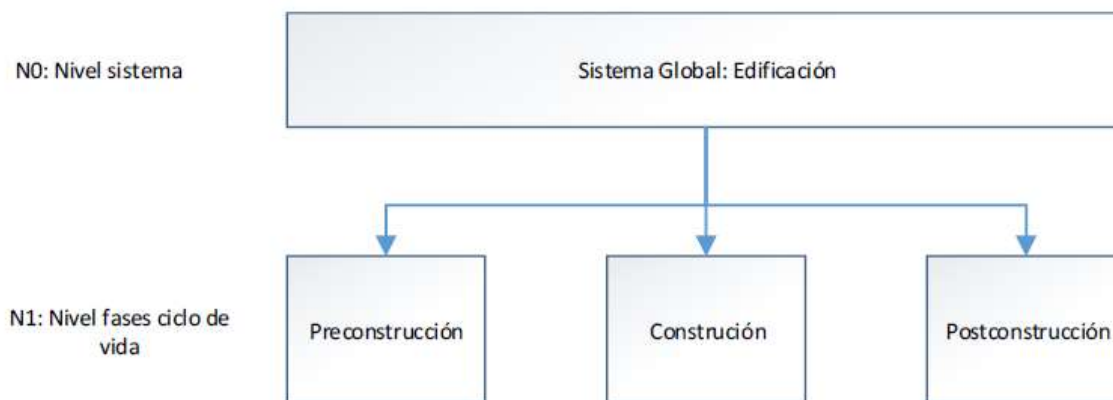 N0: Nivel sistema
Sistema Global: Edificación
N1: Nivel fases ciclo de
vida
Preconstrucción
Construción
Postconstrucción